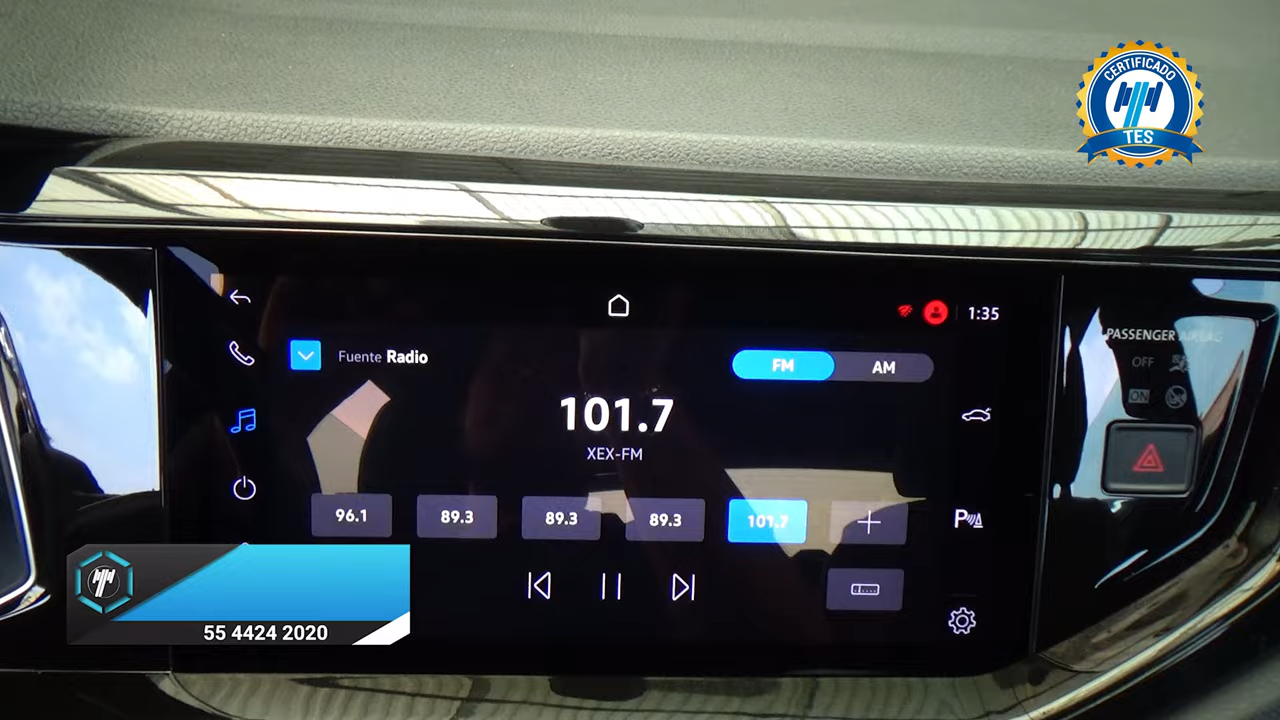 CERTIFICADO
TES
1:35
Fuente Radio
FM
AM
101.7
XEX-FM
96.1
89.3
89.3
89.3
101.7
P
PASSENGER AIRBAG
OFF
ON
55 4424 2020